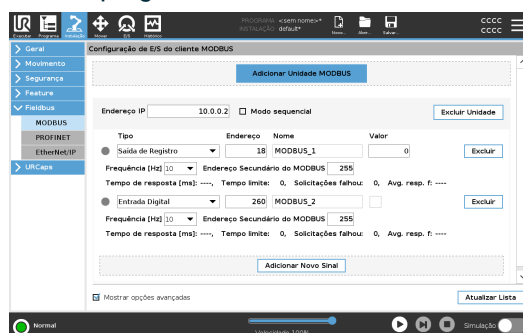 PROGRAMA <sem nome>*
INSTALAÇÃO default*
Executar Programa Instalação Mover E/S Histórico Novo... Abrir... Salvar...
CCCC
CCCC
Geral
Movimento
Segurança
Feature
Fieldbus
MODBUS
PROFINET
EtherNet/IP
URCaps
Configuração de E/S do cliente MODBUS
Adicionar Unidade MODBUS
Endereço IP 10.0.0.2 Modo sequencial Excluir Unidade
Tipo Endereço Nome Valor
Saída de Registro 18 MODBUS_1 0 Excluir
Frequência [Hz] 10 Endereço Secundário do MODBUS 255
Tempo de resposta [ms]: ----, Tempo limite: 0, Solicitações falhou: 0, Avg. resp. f: ----
Entrada Digital 260 MODBUS_2 Excluir
Frequência [Hz] 10 Endereço Secundário do MODBUS 255
Tempo de resposta [ms]: ----, Tempo limite: 0, Solicitações falhou: 0, Avg. resp. f: ----
Adicionar Novo Sinal
Mostrar opções avançadas Atualizar Lista
Normal
Velocidade 100%
Simulação